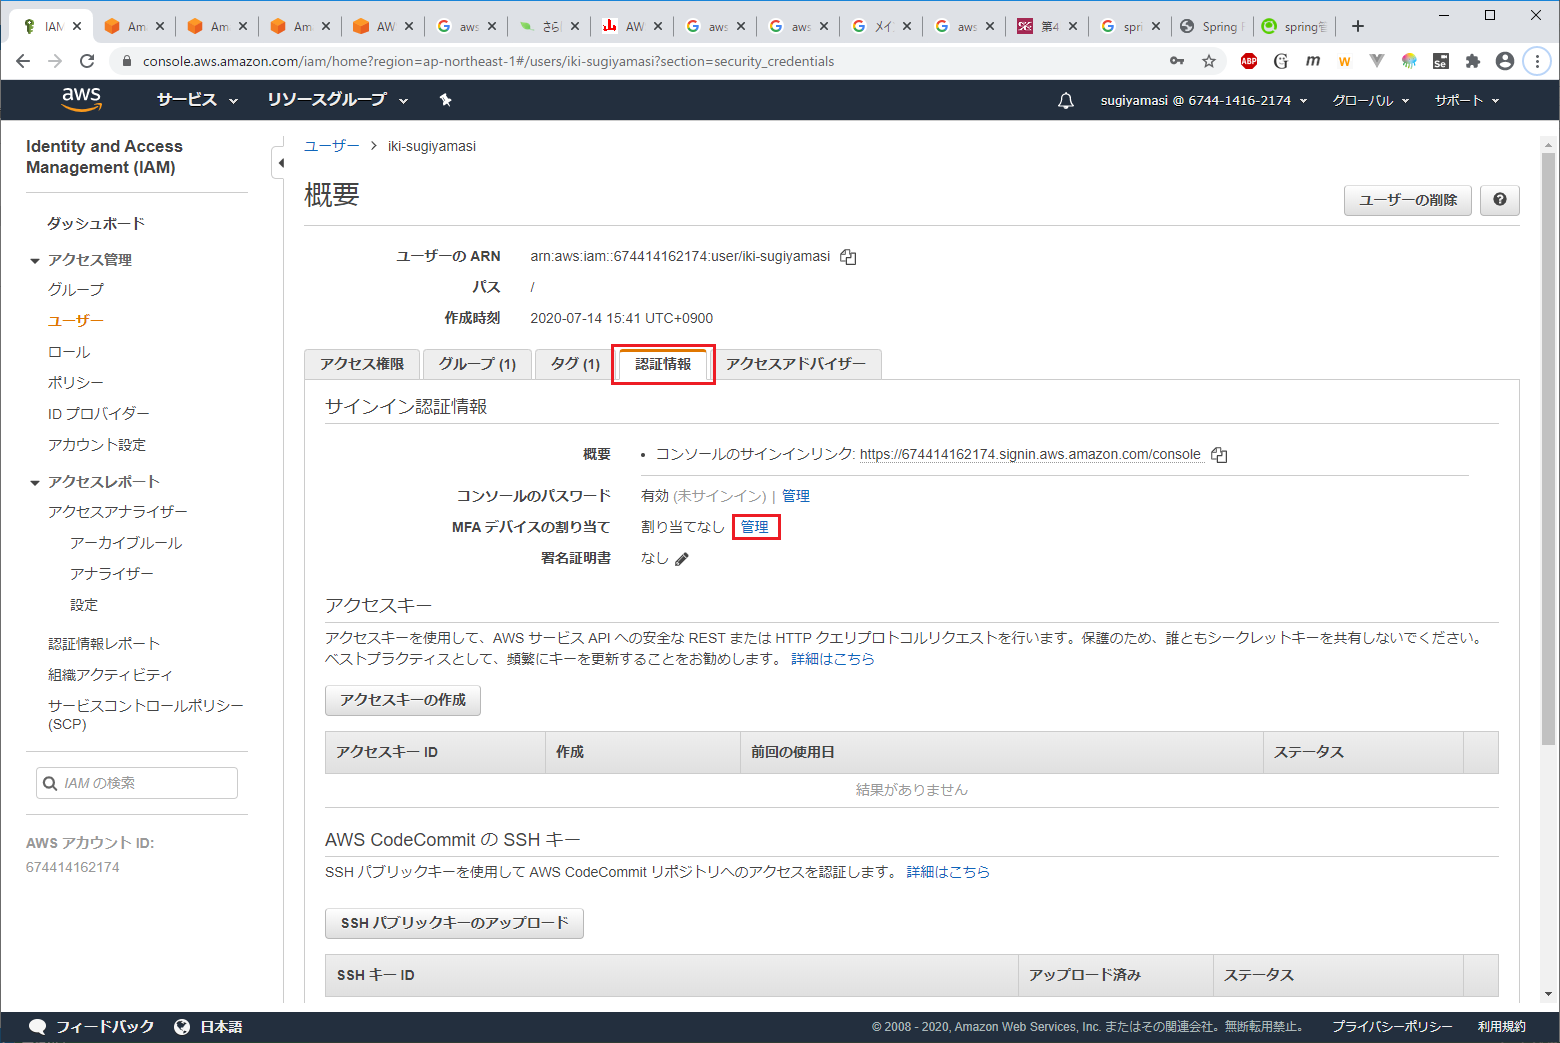 IAM
Am
Am
Am
AW
aws
さら
AW
aws
aws
メイ
aws
第4
spri
Spring
spring管
console.aws.amazon.com/iam/home?region=ap-northeast-1#/users/iki-sugiyamasi?section=security_credentials
ABP
G
m
w
Se
aws
サービス
リソースグループ
sugiyamasi @ 6744-1416-2174
グローバル
サポート
Identity and Access
Management (IAM)
ダッシュボード
アクセス管理
グループ
ユーザー
ロール
ポリシー
ID プロバイダー
アカウント設定
アクセスレポート
アクセスアナライザー
アーカイブルール
アナライザー
設定
認証情報レポート
組織アクティビティ
サービスコントロールポリシー
(SCP)
IAM の検索
AWS アカウント ID:
674414162174
ユーザー > iki-sugiyamasi
概要
ユーザーの削除
?
ユーザーの ARN arn:aws:iam::674414162174:user/iki-sugiyamasi
パス /
作成時刻 2020-07-14 15:41 UTC+0900
アクセス権限 グループ (1) タグ (1) 認証情報 アクセスアドバイザー
サインイン認証情報
概要 • コンソールのサインインリンク: https://674414162174.signin.aws.amazon.com/console
コンソールのパスワード 有効 (未サインイン) | 管理
MFA デバイスの割り当て 割り当てなし 管理
署名証明書 なし
アクセスキー
アクセスキーを使用して、AWS サービス API への安全な REST または HTTP クエリプロトコルリクエストを行います。保護のため、誰ともシークレットキーを共有しないでください。
ベストプラクティスとして、頻繁にキーを更新することをお勧めします。 詳細はこちら
アクセスキーの作成
アクセスキー ID 作成 前回の使用日 ステータス
結果がありません
AWS CodeCommit の SSH キー
SSH パブリックキーを使用して AWS CodeCommit リポジトリへのアクセスを認証します。 詳細はこちら
SSH パブリックキーのアップロード
SSH キー ID アップロード済み ステータス
フィードバック 日本語
© 2008 - 2020, Amazon Web Services, Inc. またはその関連会社。無断転用禁止。 プライバシーポリシー 利用規約